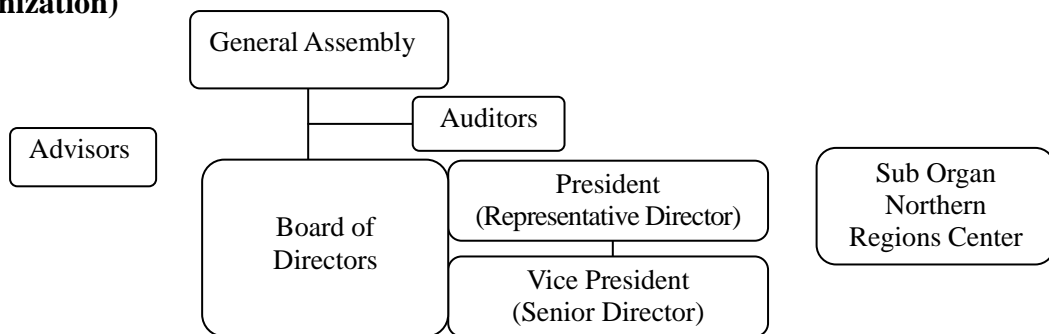 General Assembly
Auditors
Advisors
Board of
Directors
President
(Representative Director)
Vice President
(Senior Director)
Sub Organ
Northern
Regions Center